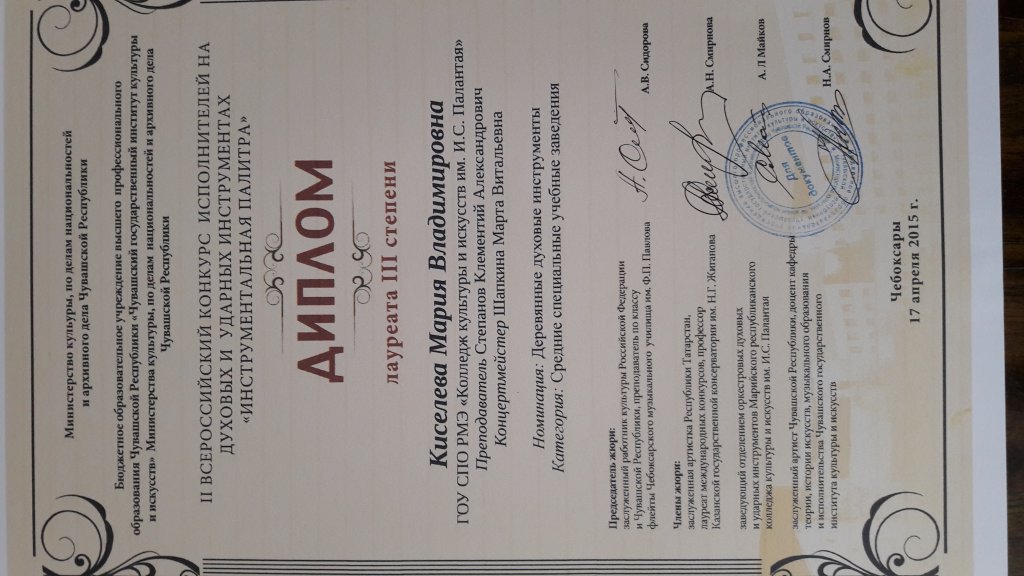 Министерство культуры, по делам национальностей
и архивного дела Чувашской Республики
Бюджетное образовательное учреждение высшего профессионального
образования Чувашской Республики «Чувашский государственный институт культуры
и искусств» Министерства культуры, по делам национальностей и архивного дела
Чувашской Республики
II ВСЕРОССИЙСКИЙ КОНКУРС ИСПОЛНИТЕЛЕЙ НА
ДУХОВЫХ И УДАРНЫХ ИНСТРУМЕНТАХ
«ИНСТРУМЕНТАЛЬНАЯ ПАЛИТРА»
ДИПЛОМ
лауреата III степени
Киселева Мария Владимировна
ГОУ СПО РМЭ «Колледж культуры и искусств им. И.С. Палантая»
Преподаватель Степанов Клементий Александрович
Концертмейстер Шапкина Марта Витальевна
Номинация: Деревянные духовые инструменты
Категория: Средние специальные учебные заведения
Председатель жюри:
заслуженный работник культуры Российской Федерации
и Чувашской Республики, преподаватель по классу
флейты Чебоксарского музыкального училища им. Ф.П. Павлова
А.В. Сидорова
Члены жюри:
заслуженная артистка Республики Татарстан,
лауреат международных конкурсов, профессор
Казанской государственной консерватории им. Н.Г. Жиганова
А.Н. Смирнова
заведующий отделением оркестровых духовых
и ударных инструментов Марийского республиканского
колледжа культуры и искусств им. И.С. Палантая
А. Л Майков
заслуженный артист Чувашской Республики, доцент кафедры
теории, истории искусств, музыкального образования
и исполнительства Чувашского государственного
института культуры и искусств
Н.А. Смирнов
Для
документов
Чебоксары
17 апреля 2015 г.